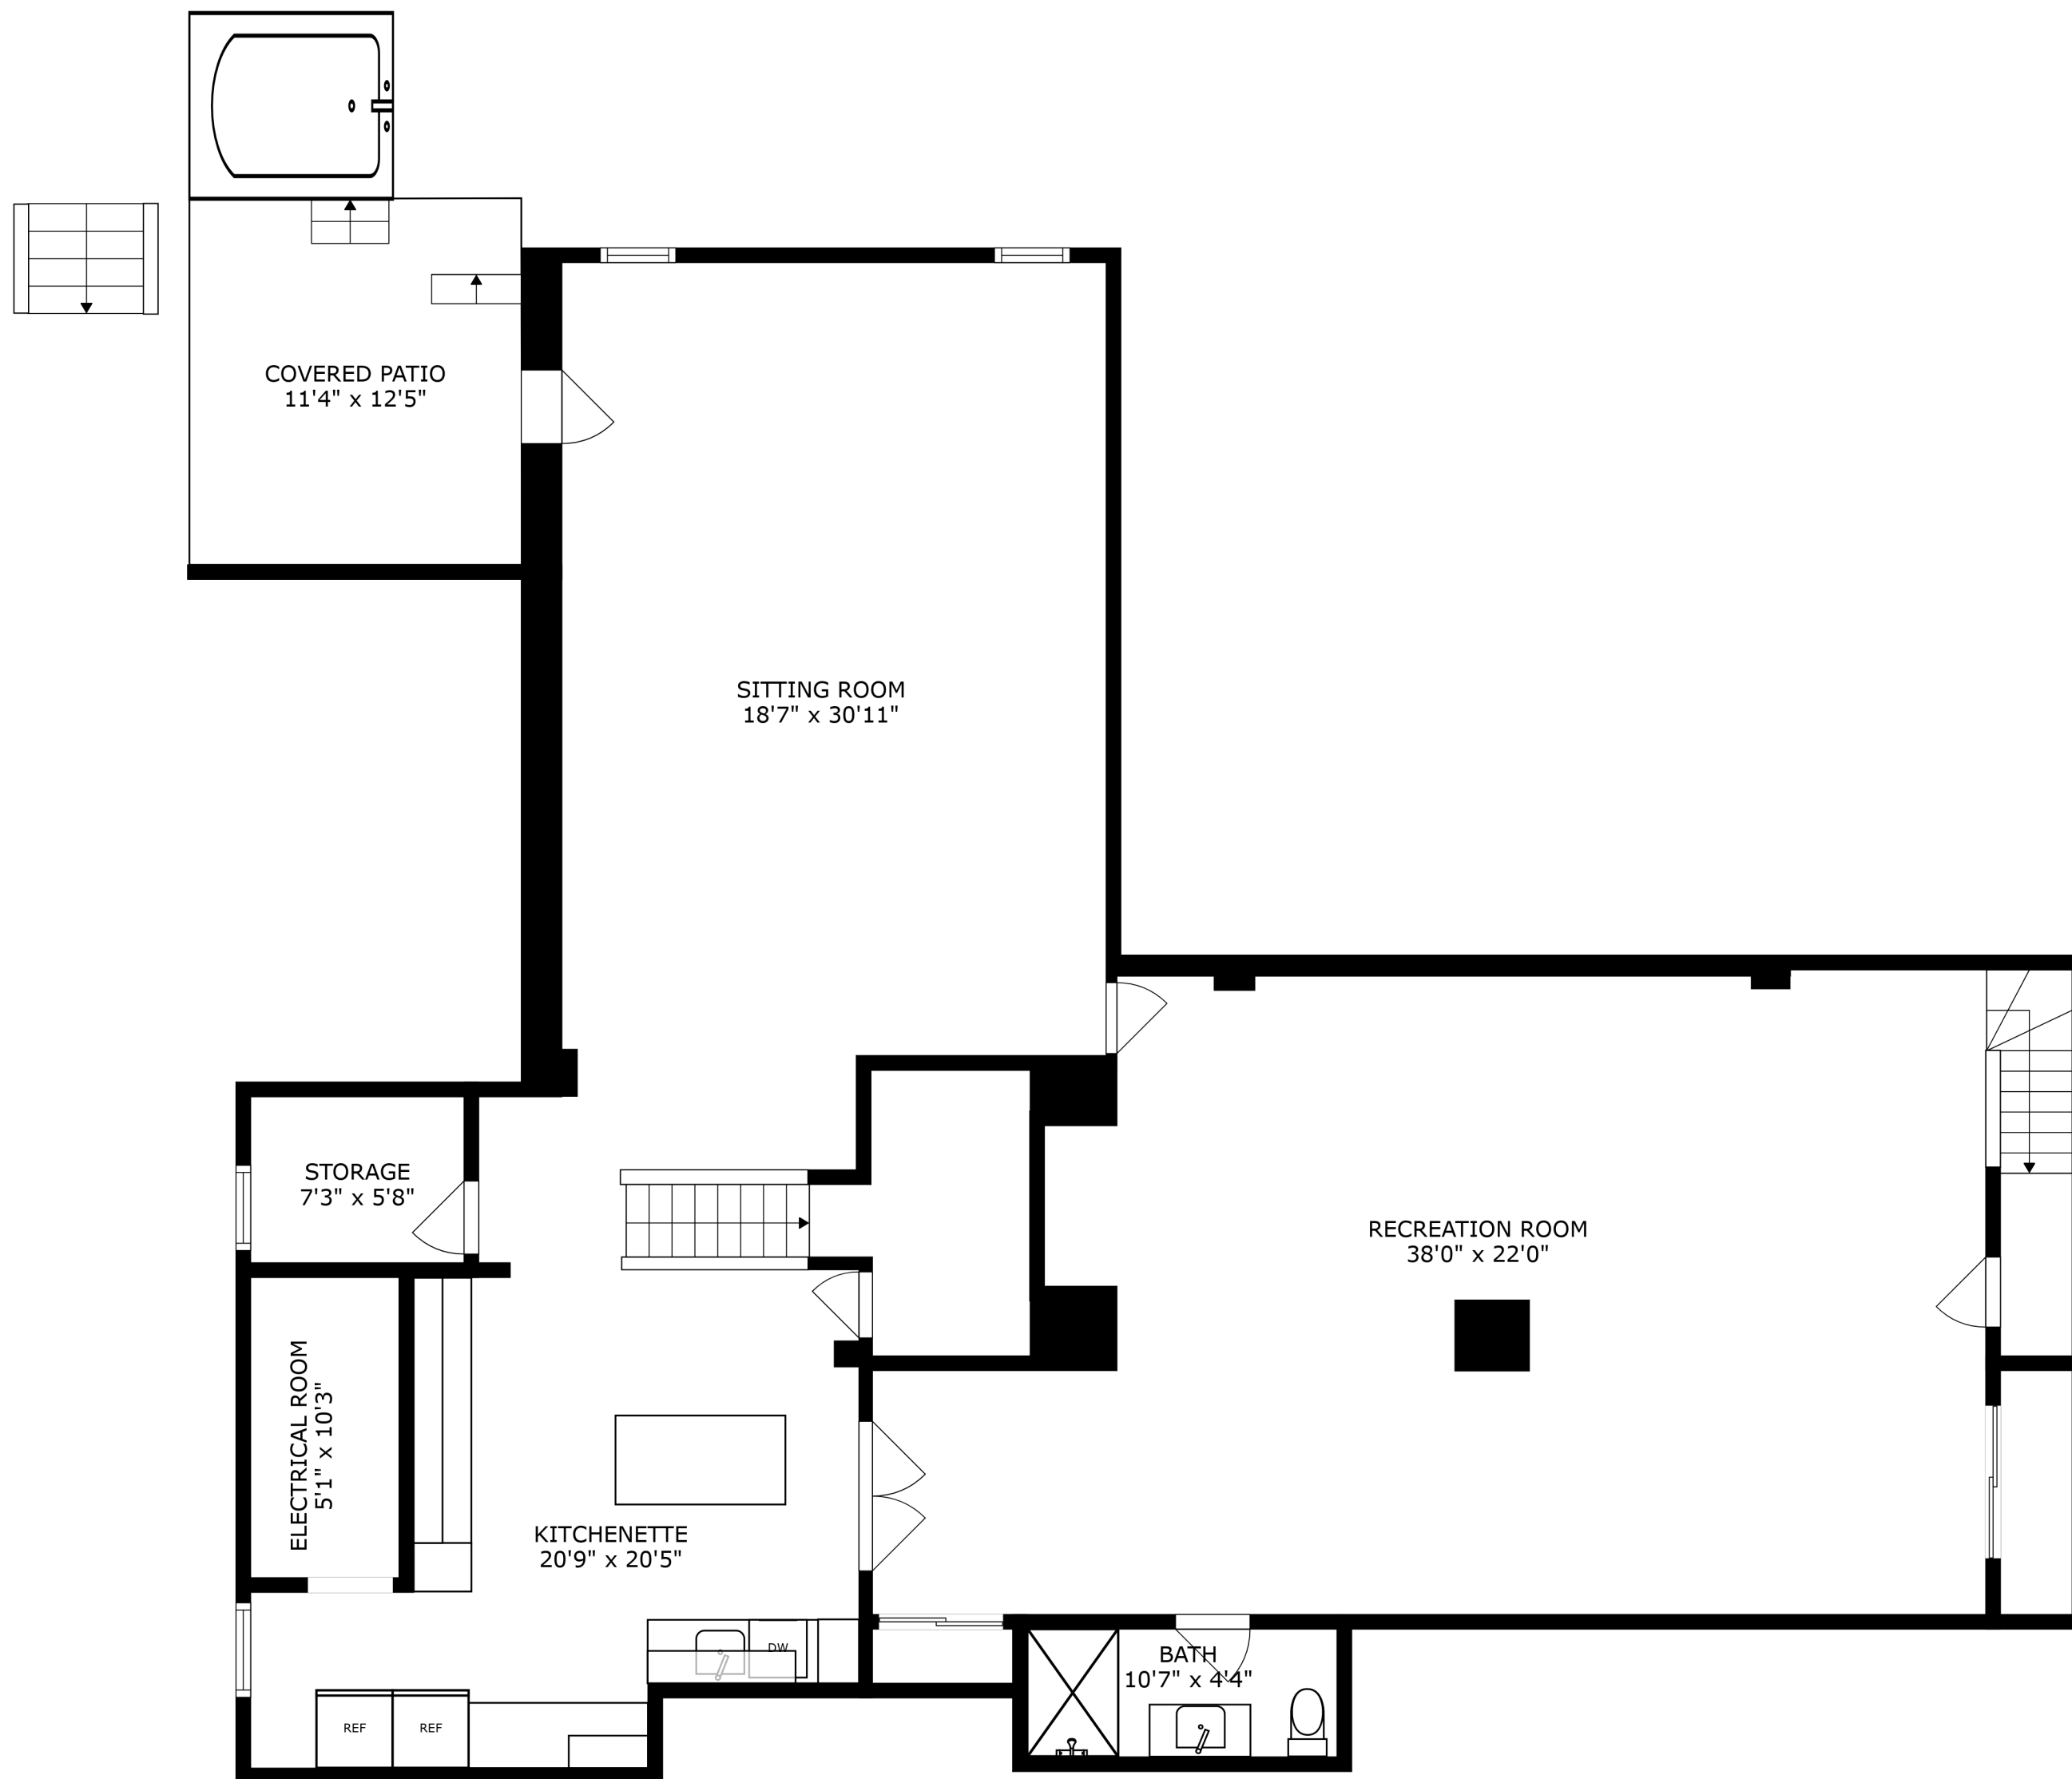 COVERED PATIO
11'4" x 12'5"
SITTING ROOM
18'7" x 30'11"
STORAGE
7'3" x 5'8"
RECREATION ROOM
38'0" x 22'0"
ELECTRICAL ROOM
5'1" x 10'3"
KITCHENETTE
20'9" x 20'5"
DW
BATH
10'7" x 4'4"
REF
REF